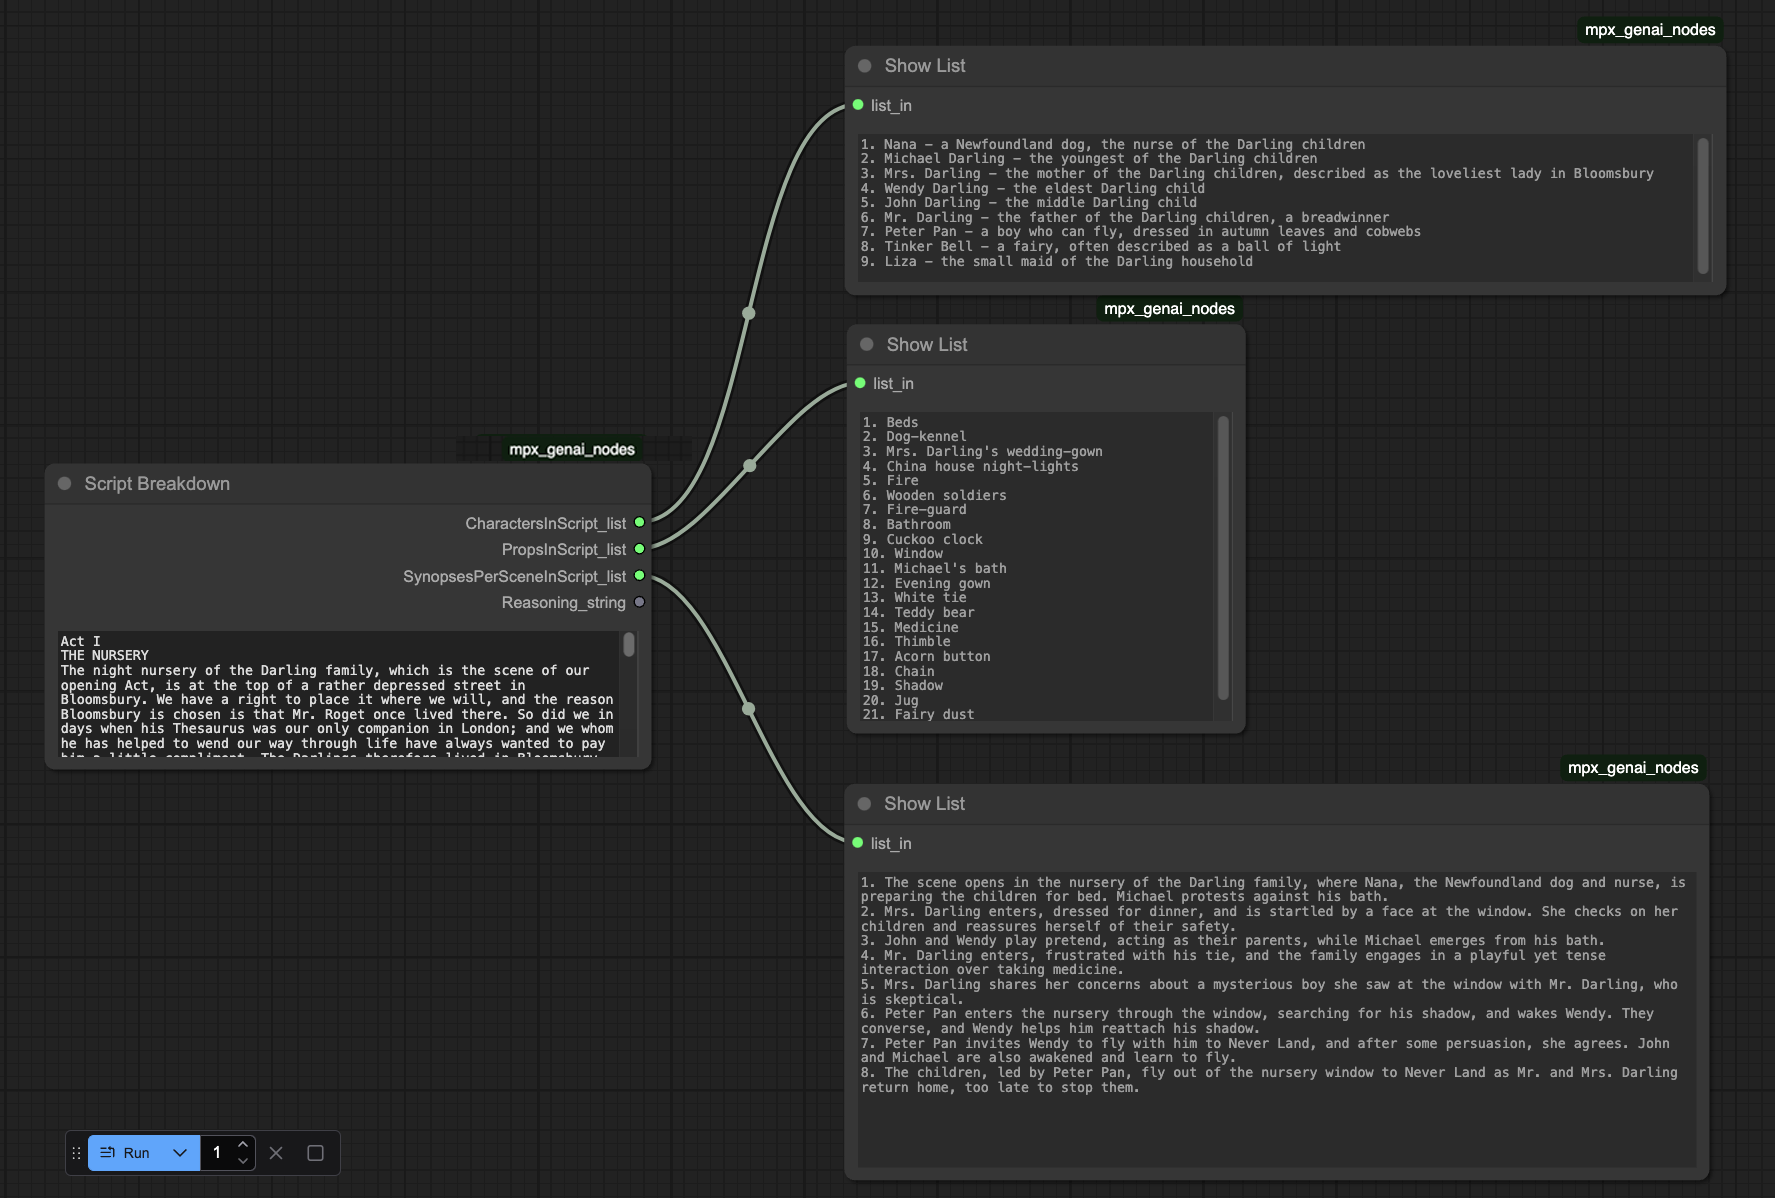 mpx_genai_nodes
Show List
list_in
1. Nana – a Newfoundland dog, the nurse of the Darling children
2. Michael Darling – the youngest of the Darling children
3. Mrs. Darling – the mother of the Darling children, described as the loveliest lady in Bloomsbury
4. Wendy Darling – the eldest Darling child
5. John Darling – the middle Darling child
6. Mr. Darling – the father of the Darling children, a breadwinner
7. Peter Pan – a boy who can fly, dressed in autumn leaves and cobwebs
8. Tinker Bell – a fairy, often described as a ball of light
9. Liza – the small maid of the Darling household
mpx_genai_nodes
Show List
list_in
1. Beds
2. Dog-kennel
3. Mrs. Darling's wedding-gown
4. China house night-lights
5. Fire
6. Wooden soldiers
7. Fire-guard
8. Bathroom
9. Cuckoo clock
10. Window
11. Michael's bath
12. Evening gown
13. White tie
14. Teddy bear
15. Medicine
16. Thimble
17. Acorn button
18. Chain
19. Shadow
20. Jug
21. Fairy dust
mpx_genai_nodes
Script Breakdown
CharactersInScript_list
PropsInScript_list
SynopsesPerSceneInScript_list
Reasoning_string
Act I
THE NURSERY
The night nursery of the Darling family, which is the scene of our
opening Act, is at the top of a rather depressed street in
Bloomsbury. We have a right to place it where we will, and the reason
Bloomsbury is chosen is that Mr. Roget once lived there. So did we in
days when his Thesaurus was our only companion in London; and we whom
he has helped to wend our way through life have always wanted to pay
him a little compliment. The Darlings therefore lived in Bloomsbury.
mpx_genai_nodes
Show List
list_in
1. The scene opens in the nursery of the Darling family, where Nana, the Newfoundland dog and nurse, is
preparing the children for bed. Michael protests against his bath.
2. Mrs. Darling enters, dressed for dinner, and is startled by a face at the window. She checks on her
children and reassures herself of their safety.
3. John and Wendy play pretend, acting as their parents, while Michael emerges from his bath.
4. Mr. Darling enters, frustrated with his tie, and the family engages in a playful yet tense
interaction over taking medicine.
5. Mrs. Darling shares her concerns about a mysterious boy she saw at the window with Mr. Darling, who
is skeptical.
6. Peter Pan enters the nursery through the window, searching for his shadow, and wakes Wendy. They
converse, and Wendy helps him reattach his shadow.
7. Peter Pan invites Wendy to fly with him to Never Land, and after some persuasion, she agrees. John
and Michael are also awakened and learn to fly.
8. The children, led by Peter Pan, fly out of the nursery window to Never Land as Mr. and Mrs. Darling
return home, too late to stop them.
Run
1